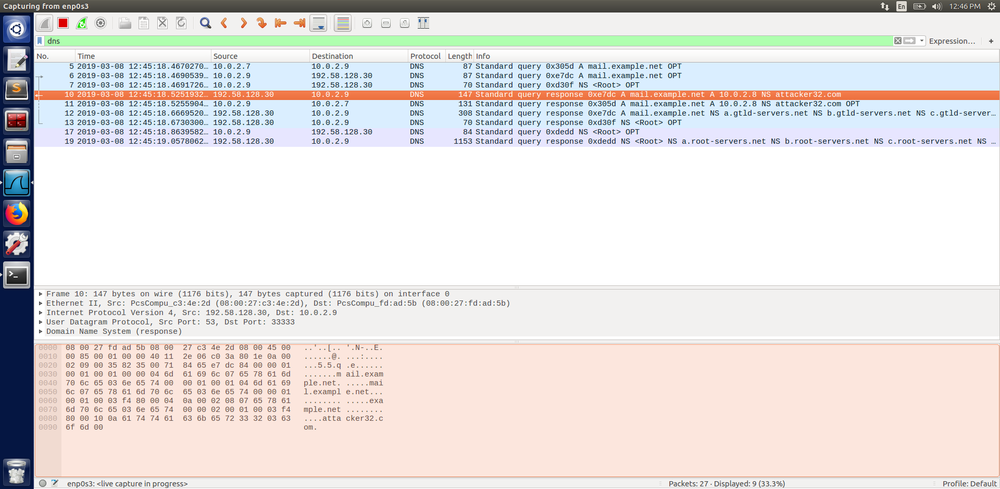 Capturing from enp0s3
En
12:46 PM
dns
Expression…
+
No. Time Source Destination Protocol Length Info
5 2019-03-08 12:45:18.4670270… 10.0.2.7 10.0.2.9 DNS 87 Standard query 0x305d A mail.example.net OPT
6 2019-03-08 12:45:18.4690539… 10.0.2.9 192.58.128.30 DNS 87 Standard query 0xe7dc A mail.example.net OPT
7 2019-03-08 12:45:18.4691726… 10.0.2.9 192.58.128.30 DNS 70 Standard query 0xd30f NS <Root> OPT
10 2019-03-08 12:45:18.5251932… 192.58.128.30 10.0.2.9 DNS 147 Standard query response 0xe7dc A mail.example.net A 10.0.2.8 NS attacker32.com
11 2019-03-08 12:45:18.5255904… 10.0.2.9 10.0.2.7 DNS 131 Standard query response 0x305d A mail.example.net A 10.0.2.8 NS attacker32.com OPT
12 2019-03-08 12:45:18.6669520… 192.58.128.30 10.0.2.9 DNS 308 Standard query response 0xe7dc A mail.example.net NS a.gtld-servers.net NS b.gtld-servers.net NS c.gtld-server…
13 2019-03-08 12:45:18.6730300… 192.58.128.30 10.0.2.9 DNS 70 Standard query response 0xd30f NS <Root> OPT
17 2019-03-08 12:45:18.8639582… 10.0.2.9 192.58.128.30 DNS 84 Standard query 0xdedd NS <Root> OPT
19 2019-03-08 12:45:19.0578062… 192.58.128.30 10.0.2.9 DNS 1153 Standard query response 0xdedd NS <Root> NS a.root-servers.net NS b.root-servers.net NS c.root-servers.net NS …
Frame 10: 147 bytes on wire (1176 bits), 147 bytes captured (1176 bits) on interface 0
Ethernet II, Src: PcsCompu_c3:4e:2d (08:00:27:c3:4e:2d), Dst: PcsCompu_fd:ad:5b (08:00:27:fd:ad:5b)
Internet Protocol Version 4, Src: 192.58.128.30, Dst: 10.0.2.9
User Datagram Protocol, Src Port: 53, Dst Port: 33333
Domain Name System (response)
0000 08 00 27 fd ad 5b 08 00 27 c3 4e 2d 08 00 45 00 ..'..[.. '.N-..E.
0010 00 85 00 01 00 00 40 11 2e 06 c0 3a 80 1e 0a 00 ......@. ...:....
0020 02 09 00 35 82 35 00 71 84 65 e7 dc 84 00 00 01 ...5.5.q .e......
0030 00 01 00 01 00 00 04 6d 61 69 6c 07 65 78 61 6d .......m ail.exam
0040 70 6c 65 03 6e 65 74 00 00 01 00 01 04 6d 61 69 ple.net. .....mai
0050 6c 07 65 78 61 6d 70 6c 65 03 6e 65 74 00 00 01 l.exampl e.net...
0060 00 01 00 03 f4 80 00 04 0a 00 02 08 07 65 78 61 ........ .....exa
0070 6d 70 6c 65 03 6e 65 74 00 00 02 00 01 00 03 f4 mple.net ........
0080 80 00 10 0a 61 74 74 61 63 6b 65 72 33 32 03 63 ....atta cker32.c
0090 6f 6d 00 om.
enp0s3: <live capture in progress>
Packets: 27 · Displayed: 9 (33.3%)
Profile: Default